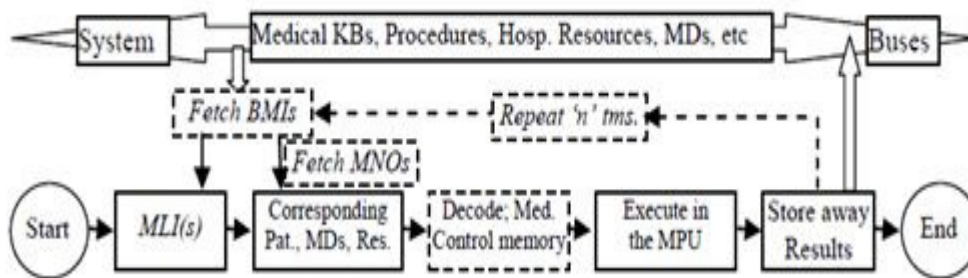 System
Medical KBs, Procedures, Hosp. Resources, MDs, etc
Buses
Fetch BMIs
Repeat ‘n’ tms.
Fetch MNOs
Start
MLI(s)
Corresponding
Pat., MDs, Res.
Decode; Med.
Control memory
Execute in
the MPU
Store away
Results
End